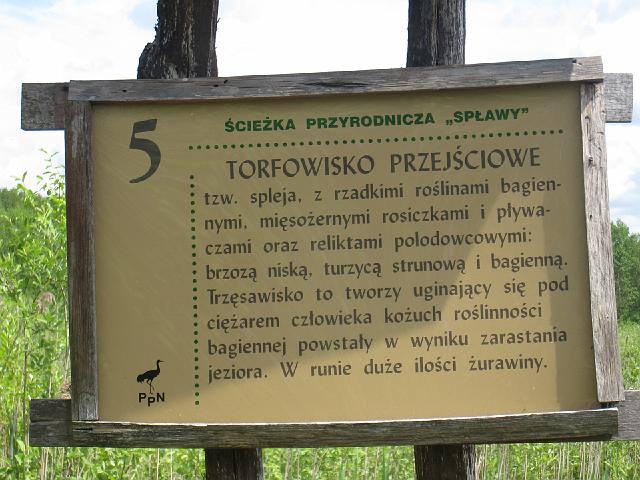 5
ŚCIEŻKA PRZYRODNICZA „SPŁAWY”
TORFOWISKO PRZEJŚCIOWE
tzw. spleja, z rzadkimi roślinami bagien-
nymi, mięsożernymi rosiczkami i pływa-
czami oraz reliktami polodowcowymi:
brzozą niską, turzycą strunową i bagienną.
Trzęsawisko to tworzy uginający się pod
ciężarem człowieka kożuch roślinności
bagiennej powstały w wyniku zarastania
jeziora. W runie duże ilości żurawiny.
PPN